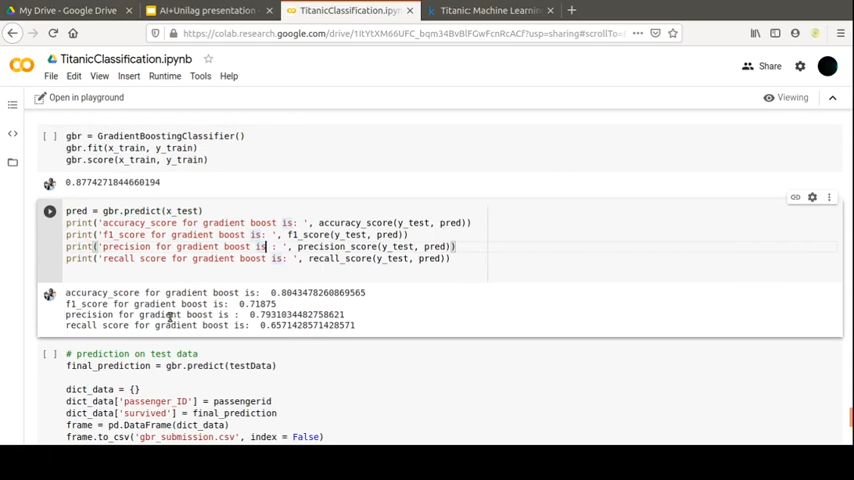 My Drive - Google Drive
AI+Unilag presentation -
TitanicClassification.ipyn
Titanic: Machine Learnin
https://colab.research.google.com/drive/1ItYtXM66UFC_bqm34BvBlFGwFcnRcACf?usp=sharing#scrollTo=
TitanicClassification.ipynb
File Edit View Insert Runtime Tools Help
Share
Open in playground
Viewing
[ ] gbr = GradientBoostingClassifier()
gbr.fit(x_train, y_train)
gbr.score(x_train, y_train)
0.8774271844660194
pred = gbr.predict(x_test)
print('accuracy_score for gradient boost is: ', accuracy_score(y_test, pred))
print('f1_score for gradient boost is: ', f1_score(y_test, pred))
print('precision for gradient boost is : ', precision_score(y_test, pred))
print('recall score for gradient boost is: ', recall_score(y_test, pred))
accuracy_score for gradient boost is:  0.8043478260869565
f1_score for gradient boost is:  0.71875
precision for gradient boost is :  0.7931034482758621
recall score for gradient boost is:  0.6571428571428571
[ ] # prediction on test data
final_prediction = gbr.predict(testData)
dict_data = {}
dict_data['passenger_ID'] = passengerid
dict_data['survived'] = final_prediction
frame = pd.DataFrame(dict_data)
frame.to_csv('gbr_submission.csv', index = False)